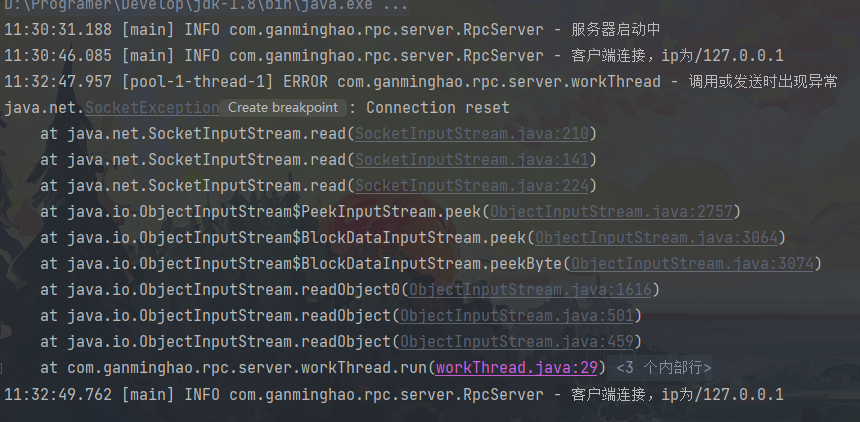 D:\Programer\Develop\jdk-1.8\bin\java.exe ...
11:30:31.188 [main] INFO com.ganminghao.rpc.server.RpcServer - 服务器启动中
11:30:46.085 [main] INFO com.ganminghao.rpc.server.RpcServer - 客户端连接，ip为/127.0.0.1
11:32:47.957 [pool-1-thread-1] ERROR com.ganminghao.rpc.server.workThread - 调用或发送时出现异常
java.net.SocketException Create breakpoint : Connection reset
at java.net.SocketInputStream.read(SocketInputStream.java:210)
at java.net.SocketInputStream.read(SocketInputStream.java:141)
at java.net.SocketInputStream.read(SocketInputStream.java:224)
at java.io.ObjectInputStream$PeekInputStream.peek(ObjectInputStream.java:2757)
at java.io.ObjectInputStream$BlockDataInputStream.peek(ObjectInputStream.java:3064)
at java.io.ObjectInputStream$BlockDataInputStream.peekByte(ObjectInputStream.java:3074)
at java.io.ObjectInputStream.readObject0(ObjectInputStream.java:1616)
at java.io.ObjectInputStream.readObject(ObjectInputStream.java:501)
at java.io.ObjectInputStream.readObject(ObjectInputStream.java:459)
at com.ganminghao.rpc.server.workThread.run(workThread.java:29) <3 个内部行>
11:32:49.762 [main] INFO com.ganminghao.rpc.server.RpcServer - 客户端连接，ip为/127.0.0.1